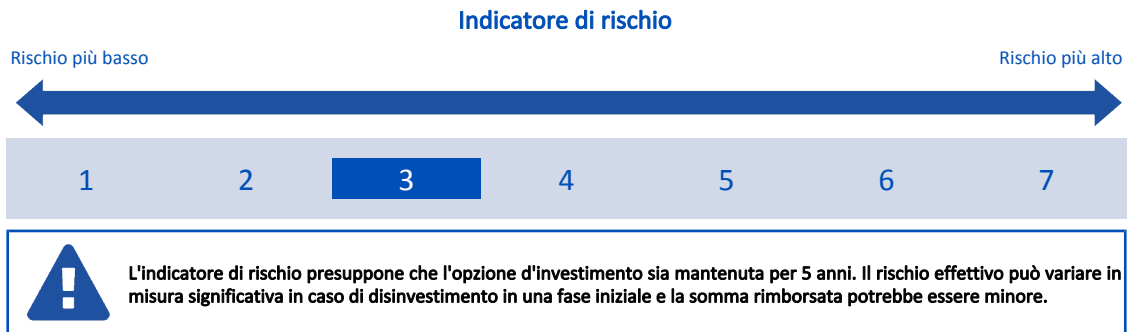 Indicatore di rischio
Rischio più basso
Rischio più alto
1 2 3 4 5 6 7
L'indicatore di rischio presuppone che l'opzione d'investimento sia mantenuta per 5 anni. Il rischio effettivo può variare in
misura significativa in caso di disinvestimento in una fase iniziale e la somma rimborsata potrebbe essere minore.